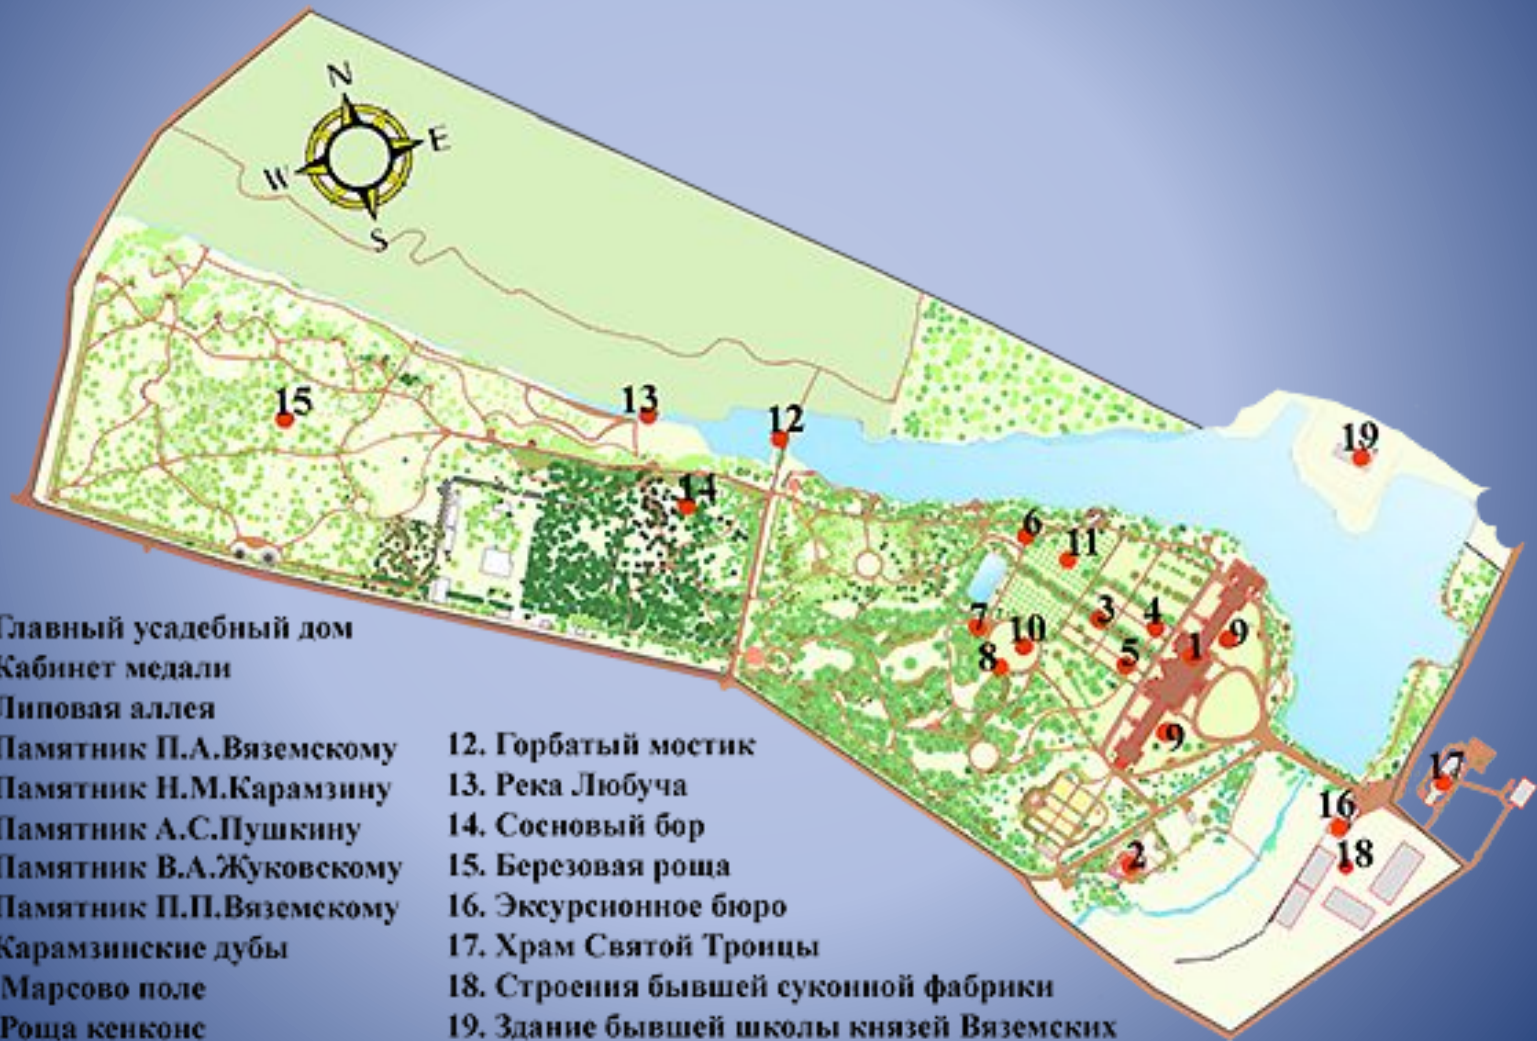 N
E
W
S
15
13
12
19
14
6
11
7
10
3
4
8
5
1
9
9
17
16
18
2
Главный усадебный дом
Кабинет медали
Липовая аллея
Памятник П.А.Вяземскому
Памятник Н.М.Карамзину
Памятник А.С.Пушкину
Памятник В.А.Жуковскому
Памятник П.П.Вяземскому
Карамзинские дубы
Марсово поле
Роща кенконс
12. Горбатый мостик
13. Река Любуча
14. Сосновый бор
15. Березовая роща
16. Экскурсионное бюро
17. Храм Святой Троицы
18. Строения бывшей суконной фабрики
19. Здание бывшей школы князей Вяземских